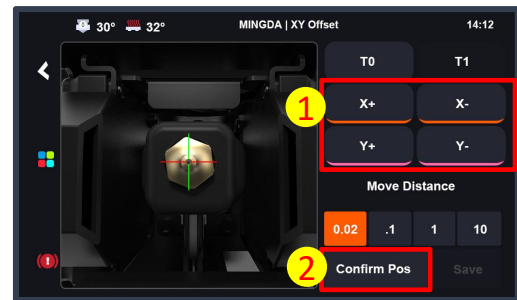 30° 32° MINGDA | XY Offset 14:12
T0 T1
1 X+ X-
Y+ Y-
Move Distance
0.02 .1 1 10
2 Confirm Pos Save